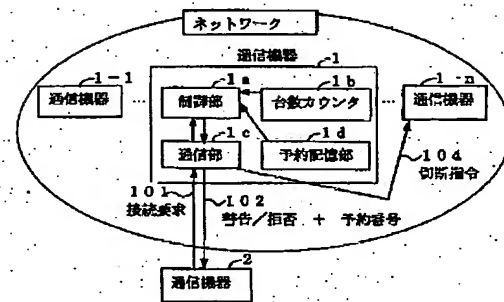 ネットワーク
通信機器 1
1-1 通信機器
1a 制御部
1b 台数カウンタ
1-n 通信機器
1c 通信部
1d 予約記憶部
101 接続要求
102 警告/拒否 + 予約番号
104 切断指令
通信機器 2